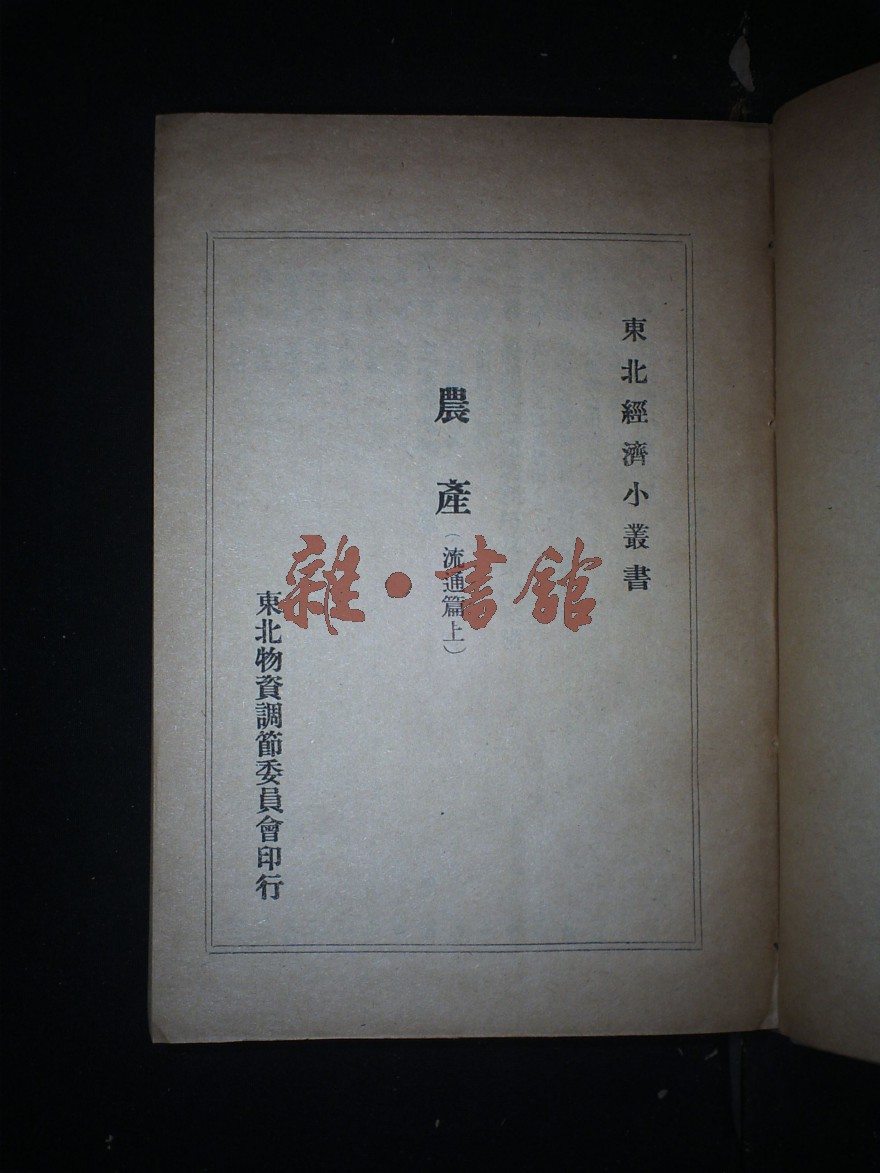 東北經濟小叢書
農產
（流通篇上）
東北物資調節委員會印行
雜·書館